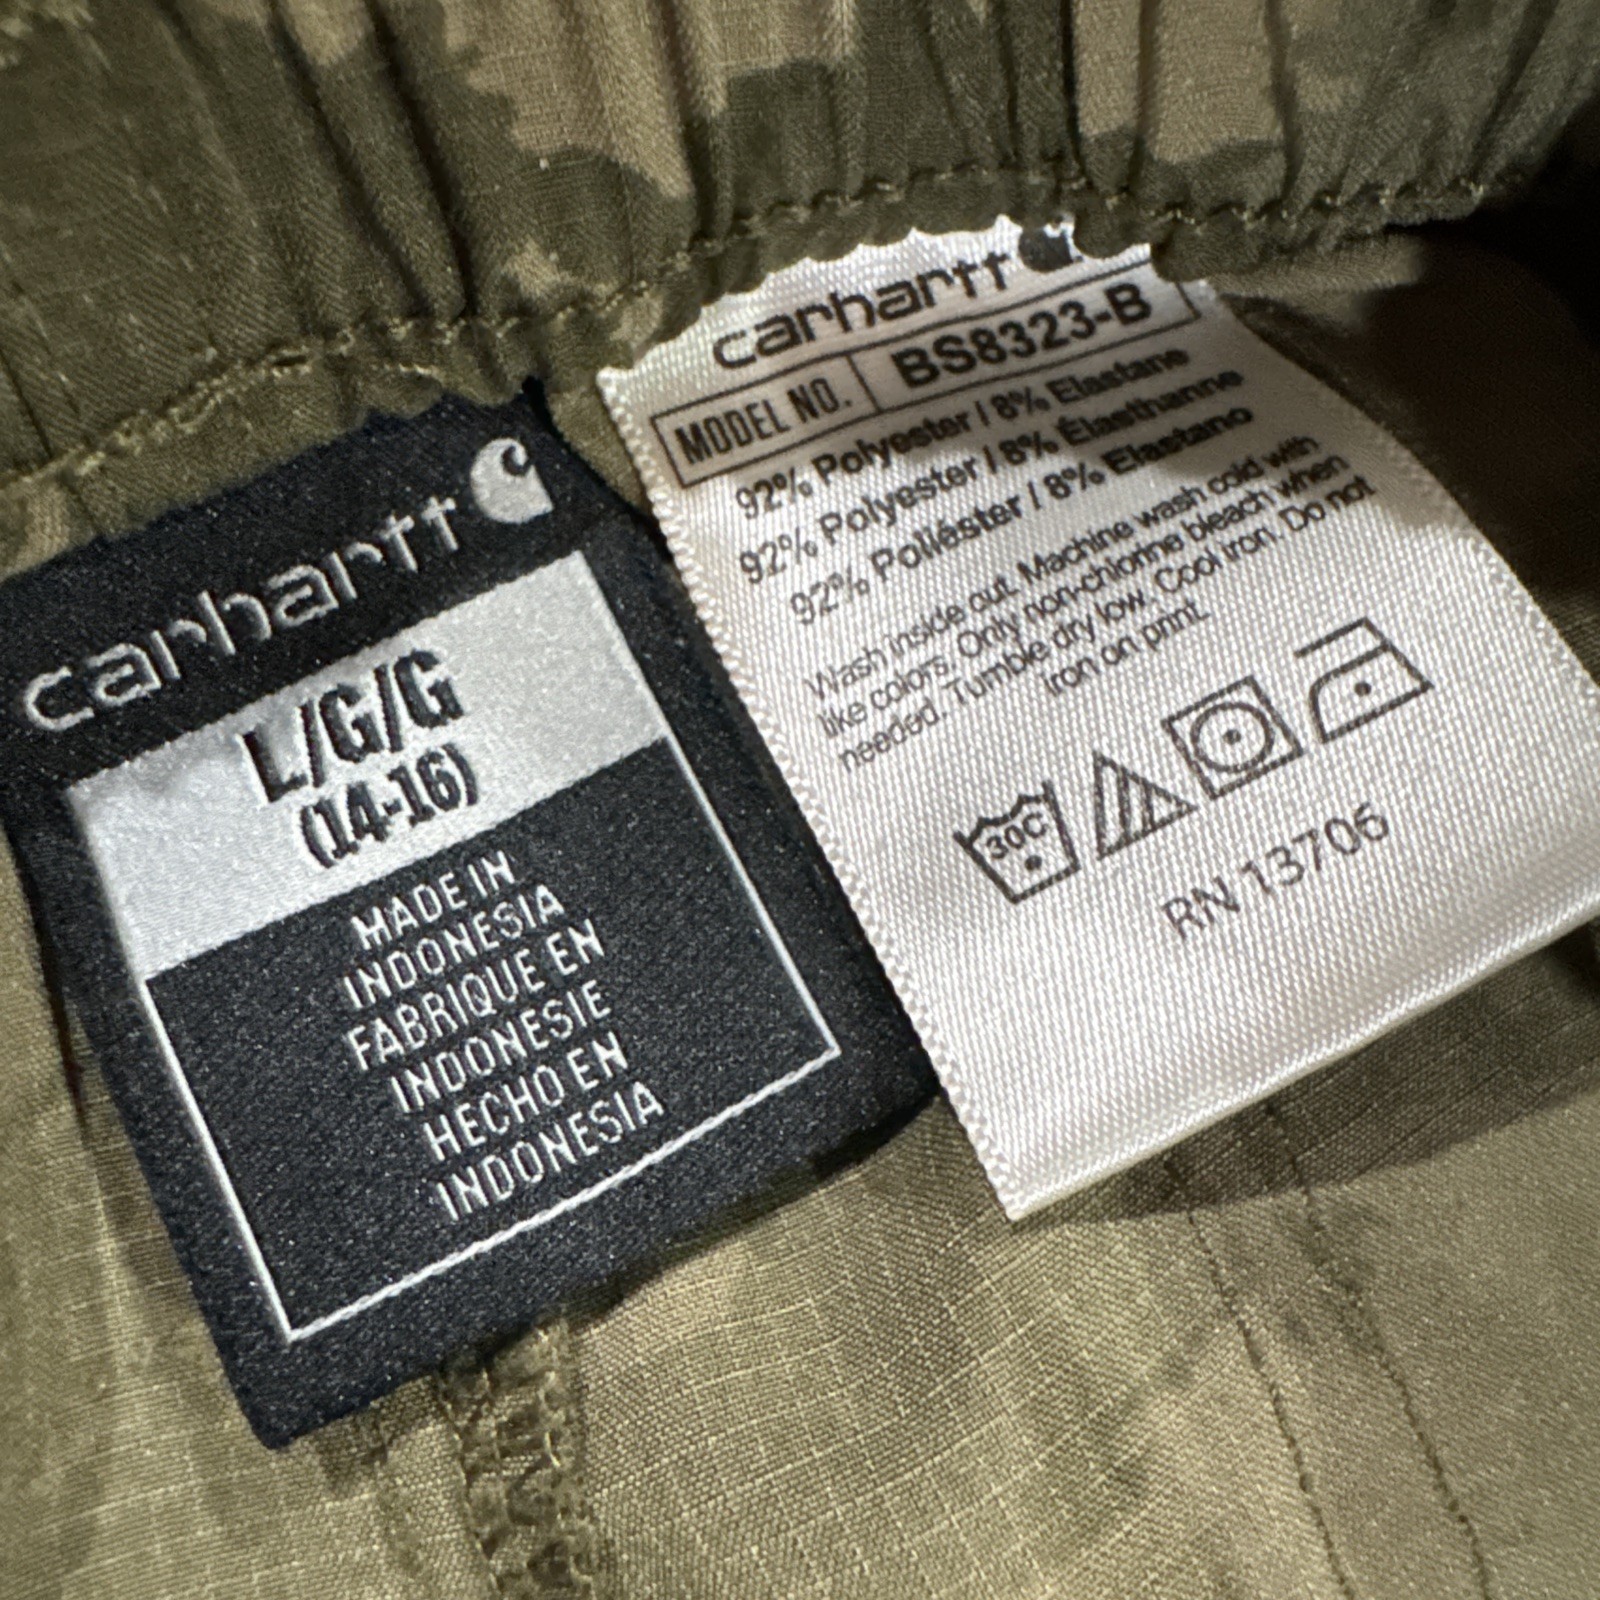 carhartt
L/G/G
(14-16)
MADE IN
INDONESIA
FABRIQUE EN
INDONESIE
HECHO EN
INDONESIA
carhartt
MODEL NO. BS8323-B
92% Polyester / 8% Elastane
92% Polyester / 8% Élasthanne
92% Poliéster / 8% Elastano
Wash inside out. Machine wash cold with
like colors. Only non-chlorine bleach when
needed. Tumble dry low. Cool iron. Do not
iron on print.
30C
RN 13706